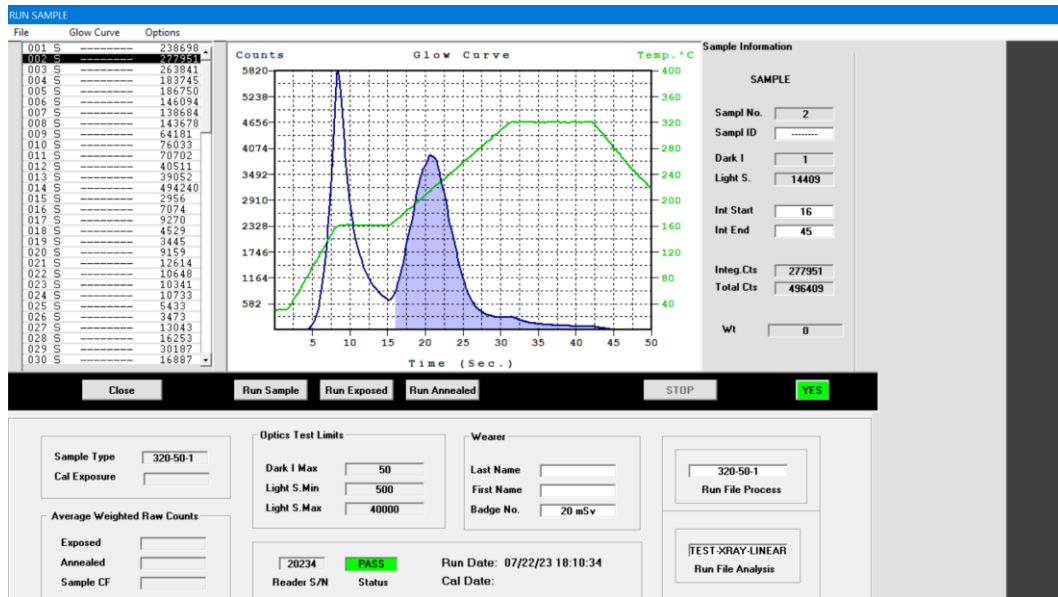 RUN SAMPLE
File Glow Curve Options
001 S -------- 238698
002 S -------- 277951
003 S -------- 263841
004 S -------- 183745
005 S -------- 186750
006 S -------- 146094
007 S -------- 138684
008 S -------- 143678
009 S -------- 64181
010 S -------- 76033
011 S -------- 70702
012 S -------- 40511
013 S -------- 39052
014 S -------- 494240
015 S -------- 2956
016 S -------- 7074
017 S -------- 9270
018 S -------- 4529
019 S -------- 3445
020 S -------- 9159
021 S -------- 12614
022 S -------- 10648
023 S -------- 10341
024 S -------- 10733
025 S -------- 5433
026 S -------- 3473
027 S -------- 13043
028 S -------- 16253
029 S -------- 30187
030 S -------- 16887
Counts Glow Curve Temp.°C
5820 400
5238 360
4656 320
4074 280
3492 240
2910 200
2328 160
1746 120
1164 80
582 40
5 10 15 20 25 30 35 40 45 50
Time (Sec.)
Sample Information
SAMPLE
Sampl No. 2
Sampl ID --------
Dark I 1
Light S. 14409
Int Start 16
Int End 45
Integ.Cts 277951
Total Cts 496409
Wt 0
Close Run Sample Run Exposed Run Annealed STOP YES
Sample Type 320-50-1
Cal Exposure
Average Weighted Raw Counts
Exposed
Annealed
Sample CF
Optics Test Limits
Dark I Max 50
Light S.Min 500
Light S.Max 40000
Wearer
Last Name
First Name
Badge No. 20 mSv
320-50-1
Run File Process
20234 PASS
Reader S/N Status
Run Date: 07/22/23 18:10:34
Cal Date:
TEST-XRAY-LINEAR
Run File Analysis